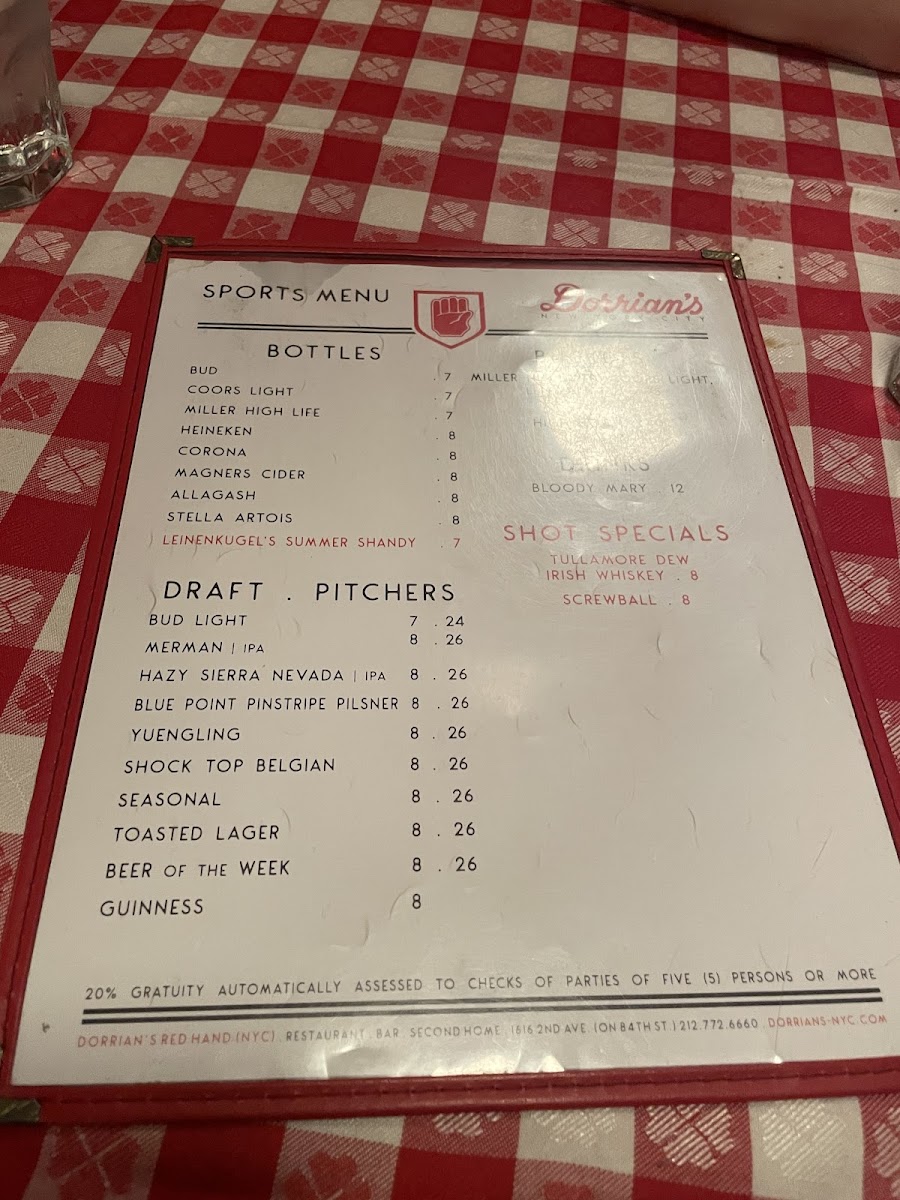 SPORTS MENU
Dorrian's
BOTTLES
BUD . 7
COORS LIGHT . 7
MILLER HIGH LIFE . 7
HEINEKEN . 8
CORONA . 8
MAGNERS CIDER . 8
ALLAGASH . 8
STELLA ARTOIS . 8
LEINENKUGEL'S SUMMER SHANDY . 7
DRAFT . PITCHERS
BUD LIGHT 7 . 24
MERMAN | IPA 8 . 26
HAZY SIERRA NEVADA | IPA 8 . 26
BLUE POINT PINSTRIPE PILSNER 8 . 26
YUENGLING 8 . 26
SHOCK TOP BELGIAN 8 . 26
SEASONAL 8 . 26
TOASTED LAGER 8 . 26
BEER OF THE WEEK 8 . 26
GUINNESS 8
MILLER LIGHT,
BLOODY MARY . 12
SHOT SPECIALS
TULLAMORE DEW
IRISH WHISKEY . 8
SCREWBALL . 8
20% GRATUITY AUTOMATICALLY ASSESSED TO CHECKS OF PARTIES OF FIVE (5) PERSONS OR MORE
DORRIAN'S RED HAND (NYC) . RESTAURANT . BAR . SECOND HOME . 1616 2ND AVE. (ON 84TH ST.) 212.772.6660 . DORRIANS-NYC.COM